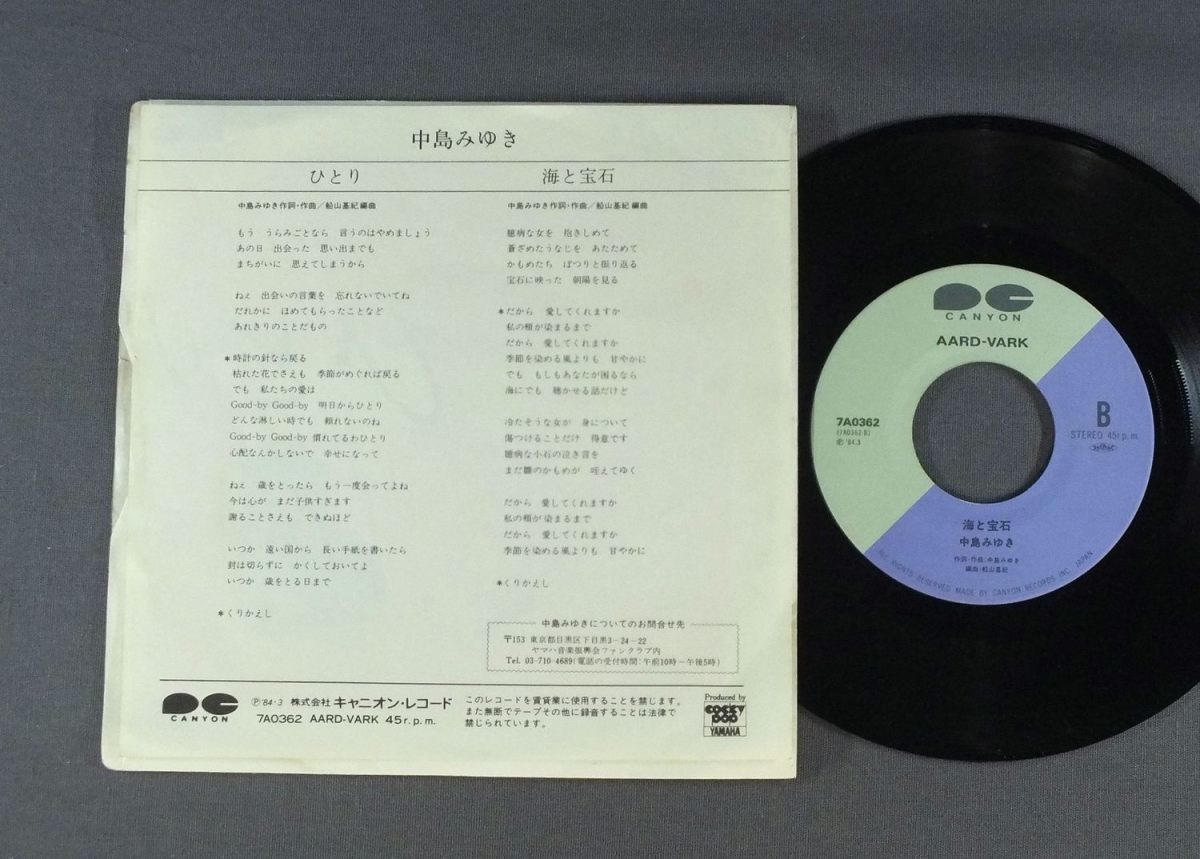 中島みゆき
ひとり
中島みゆき作詞・作曲／船山基紀 編曲
もう　うらみごとなら　言うのはやめましょう
あの日　出会った　思い出までも
まちがいに　思えてしまうから
ねぇ　出会いの言葉を　忘れないでいてね
だれかに　ほめてもらったことなど
あれきりのことだもの
＊時計の針なら戻る
枯れた花でさえも　季節がめぐれば戻る
でも　私たちの愛は
Good-by Good-by 明日からひとり
どんな淋しい時でも　頼れないのね
Good-by Good-by 慣れてるわひとり
心配なんかしないで　幸せになって
ねぇ　歳をとったら　もう一度会ってよね
今は心が　まだ子供すぎます
謝ることさえも　できぬほど
いつか　遠い国から　長い手紙を書いたら
封は切らずに　かくしておいてよ
いつか　歳をとる日まで
＊くりかえし
海と宝石
中島みゆき作詞・作曲／船山基紀 編曲
臆病な女を　抱きしめて
蒼ざめたうなじを　あたためて
かもめたち　ぽつりと振り返る
宝石に映った　朝陽を見る
＊だから　愛してくれますか
私の頬が染まるまで
だから　愛してくれますか
季節を染める風よりも　甘やかに
でも　もしもあなたが困るなら
海にでも　聴かせる話だけど
冷たそうな女が　身について
傷つけることだけ　得意です
臆病な小石の泣き言を
まだ雛のかもめが　咥えてゆく
だから　愛してくれますか
私の頬が染まるまで
だから　愛してくれますか
季節を染める風よりも　甘やかに
＊くりかえし
中島みゆきについてのお問合せ先
〒153 東京都目黒区下目黒3－24－22
ヤマハ音楽振興会ファンクラブ内
Tel. 03-710-4689(電話の受付時間:午前10時－午後5時)
CANYON
Ⓟ'84・3 株式会社 キャニオン・レコード
7A0362 AARD-VARK 45r.p.m.
このレコードを賃貸業に使用することを禁じます。
また無断でテープその他に録音することは法律で
禁じられています。
Produced by
COCKY POP
YAMAHA
CANYON
AARD-VARK
7A0362
(7A0362-B)
Ⓟ '84.3
B
STEREO 45r.p.m.
海と宝石
中島みゆき
作詞・作曲:中島みゆき
編曲:船山基紀
ALL RIGHTS RESERVED MADE BY CANYON RECORDS INC. JAPAN